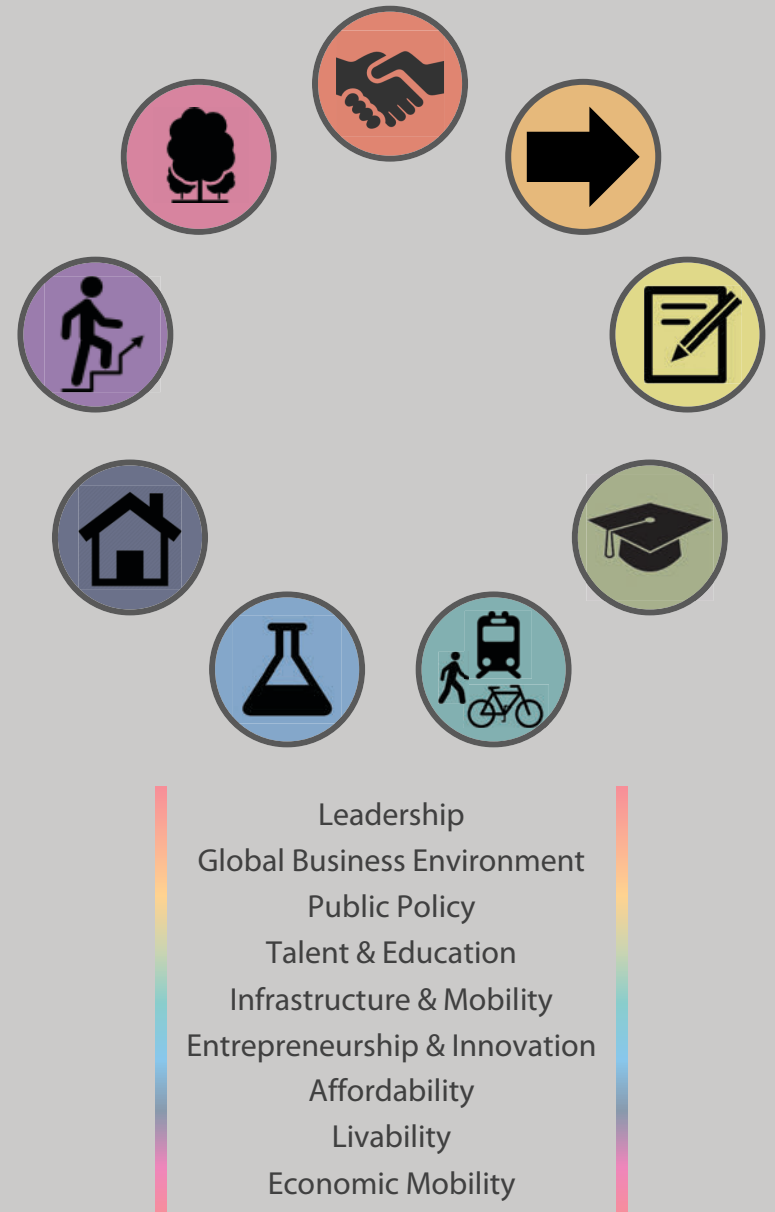 Leadership
Global Business Environment
Public Policy
Talent & Education
Infrastructure & Mobility
Entrepreneurship & Innovation
Affordability
Livability
Economic Mobility